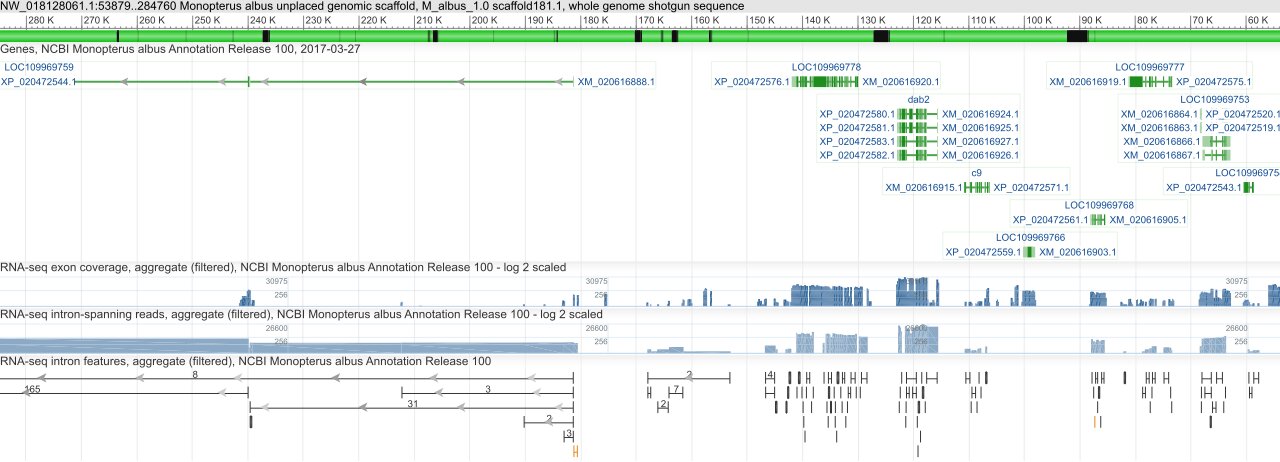 NW_018128061.1:53879..284760 Monopterus albus unplaced genomic scaffold, M_albus_1.0 scaffold181.1, whole genome shotgun sequence
280 K 270 K 260 K 250 K 240 K 230 K 220 K 210 K 200 K 190 K 180 K 170 K 160 K 150 K 140 K 130 K 120 K 110 K 100 K 90 K 80 K 70 K 60 K
Genes, NCBI Monopterus albus Annotation Release 100, 2017-03-27
LOC109969759 LOC109969778 LOC109969777
XP_020472544.1 XM_020616888.1 XP_020472576.1 XM_020616920.1 XM_020616919.1 XP_020472575.1
dab2 LOC109969753
XP_020472580.1 XM_020616924.1 XM_020616864.1 XP_020472520.1
XP_020472581.1 XM_020616925.1 XM_020616863.1 XP_020472519.1
XP_020472583.1 XM_020616927.1 XM_020616866.1
XP_020472582.1 XM_020616926.1 XM_020616867.1
c9 LOC10996975
XM_020616915.1 XP_020472571.1 XP_020472543.1
LOC109969768
XP_020472561.1 XM_020616905.1
LOC109969766
XP_020472559.1 XM_020616903.1
RNA-seq exon coverage, aggregate (filtered), NCBI Monopterus albus Annotation Release 100 - log 2 scaled
30975 30975 30975
256 256 256
RNA-seq intron-spanning reads, aggregate (filtered), NCBI Monopterus albus Annotation Release 100 - log 2 scaled
26600 26600 26600 26600
256 256 256 256
RNA-seq intron features, aggregate (filtered), NCBI Monopterus albus Annotation Release 100
8 2 4
165 3 7
31 2
2
3